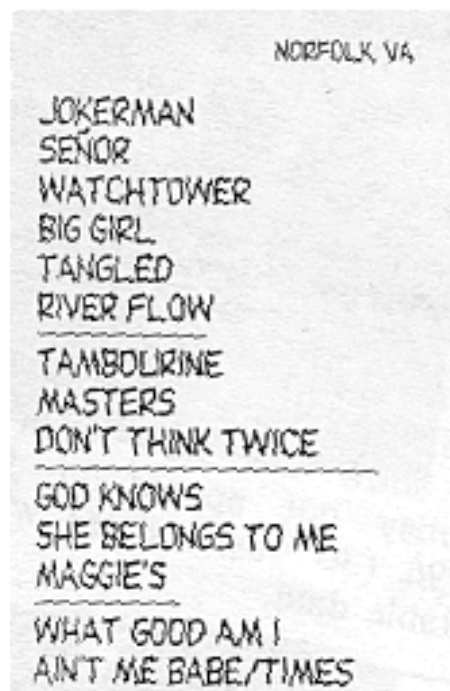 NORFOLK, VA
JOKERMAN
SEÑOR
WATCHTOWER
BIG GIRL
TANGLED
RIVER FLOW
TAMBOURINE
MASTERS
DON'T THINK TWICE
GOD KNOWS
SHE BELONGS TO ME
MAGGIE'S
WHAT GOOD AM I
AIN'T ME BABE/TIMES